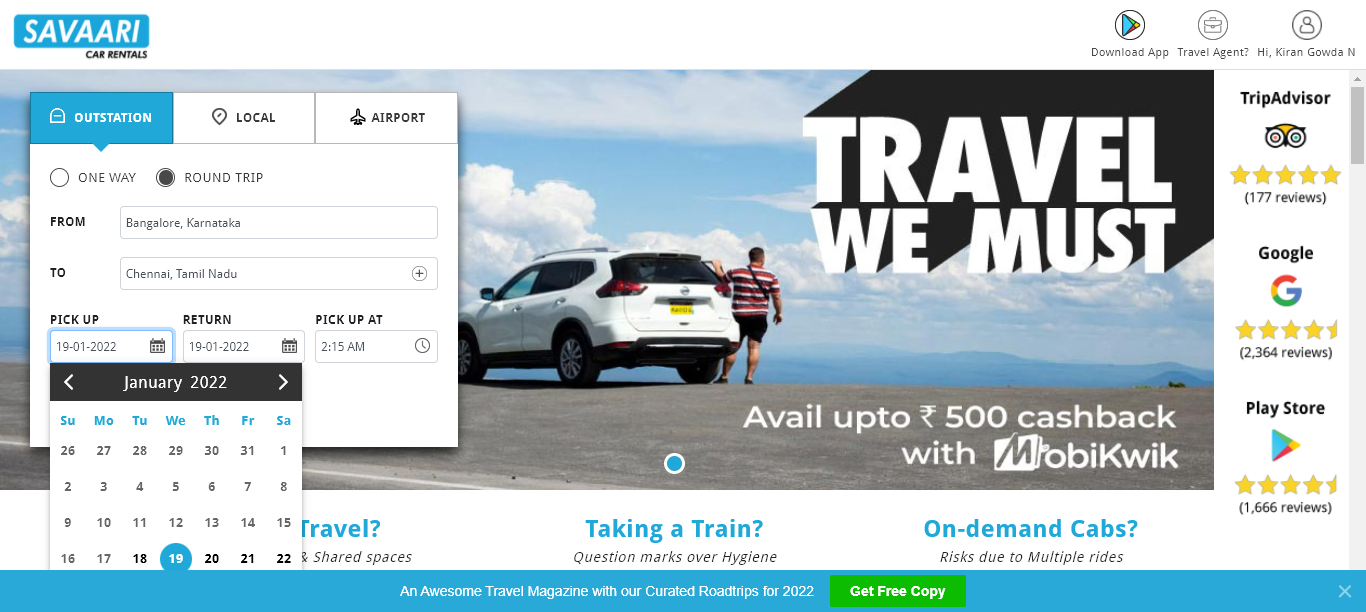 SAVAARI
CAR RENTALS
Download App
Travel Agent?
Hi, Kiran Gowda N
OUTSTATION
LOCAL
AIRPORT
ONE WAY
ROUND TRIP
FROM
Bangalore, Karnataka
TO
Chennai, Tamil Nadu
PICK UP
RETURN
PICK UP AT
19-01-2022
19-01-2022
2:15 AM
January 2022
Su Mo Tu We Th Fr Sa
26 27 28 29 30 31 1
2 3 4 5 6 7 8
9 10 11 12 13 14 15
16 17 18 19 20 21 22
TRAVEL
WE MUST
Avail upto ₹ 500 cashback
with MobiKwik
TripAdvisor
(177 reviews)
Google
(2,364 reviews)
Play Store
(1,666 reviews)
Travel?
& Shared spaces
Taking a Train?
Question marks over Hygiene
On-demand Cabs?
Risks due to Multiple rides
An Awesome Travel Magazine with our Curated Roadtrips for 2022
Get Free Copy